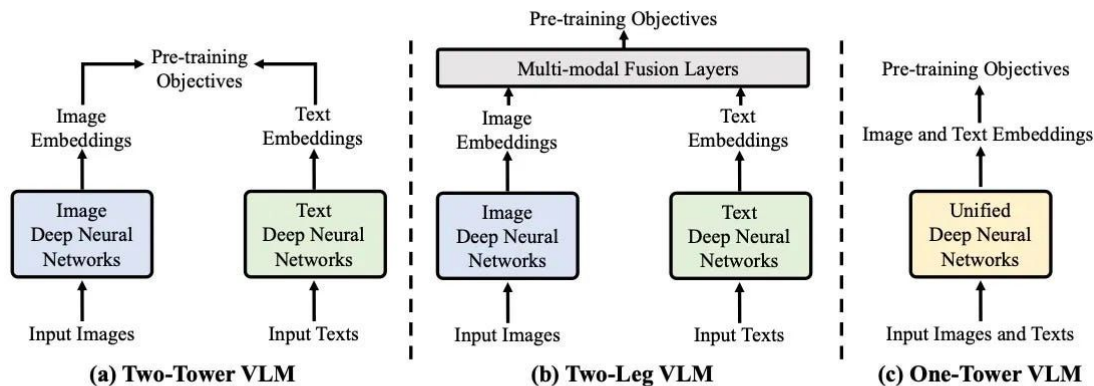 Pre-training
Objectives
Image
Embeddings
Text
Embeddings
Image
Deep Neural
Networks
Text
Deep Neural
Networks
Input Images
Input Texts
(a) Two-Tower VLM
Pre-training Objectives
Multi-modal Fusion Layers
Image
Embeddings
Text
Embeddings
Image
Deep Neural
Networks
Text
Deep Neural
Networks
Input Images
Input Texts
(b) Two-Leg VLM
Pre-training Objectives
Image and Text Embeddings
Unified
Deep Neural
Networks
Input Images and Texts
(c) One-Tower VLM